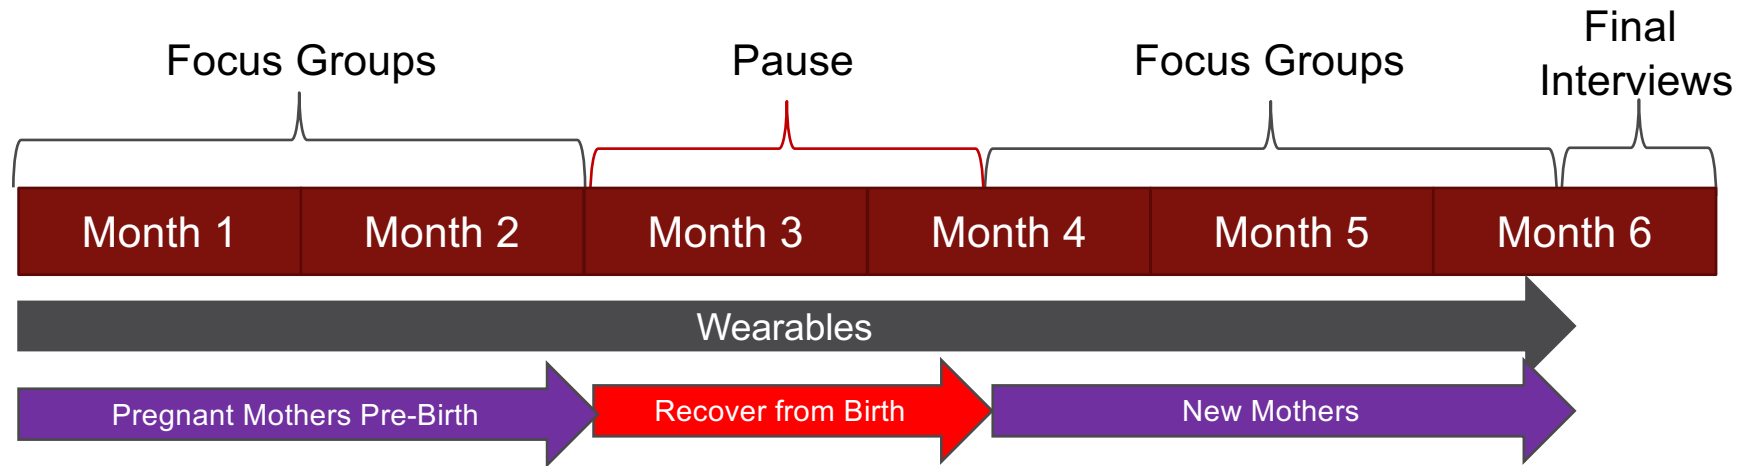 Focus Groups
Pause
Focus Groups
Final
Interviews
Month 1
Month 2
Month 3
Month 4
Month 5
Month 6
Wearables
Pregnant Mothers Pre-Birth
Recover from Birth
New Mothers